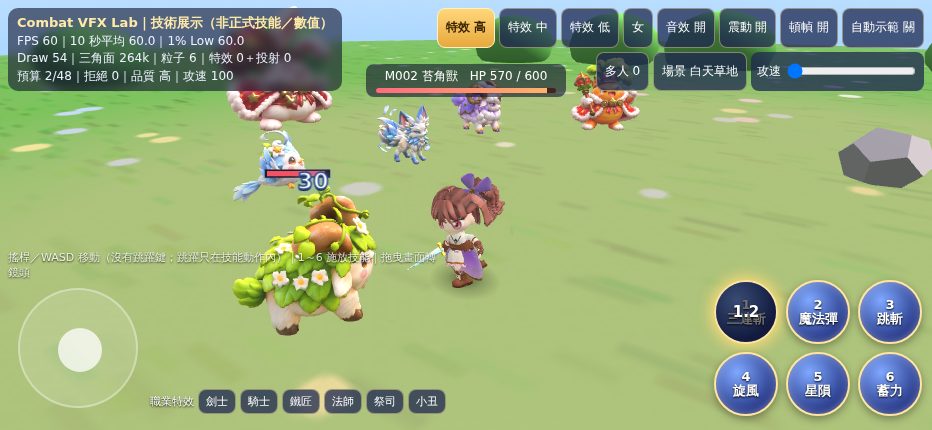 Combat VFX Lab｜技術展示（非正式技能／數值）
FPS 60｜10 秒平均 60.0｜1% Low 60.0
Draw 54｜三角面 264k｜粒子 6｜特效 0＋投射 0
預算 2/48｜拒絕 0｜品質 高｜攻速 100
特效 高
特效 中
特效 低
女
音效 開
震動 開
頓幀 開
自動示範 關
M002 苔角獸 HP 570 / 600
多人 0
場景 白天草地
攻速
30
搖桿／WASD 移動（沒有跳躍鍵；跳躍只在技能動作內）｜1～6 施放技能｜拖曳畫面轉
鏡頭
1.2
三連斬
2
魔法彈
3
跳斬
4
旋風
5
星隕
6
蓄力
職業特效
劍士
騎士
鐵匠
法師
祭司
小丑